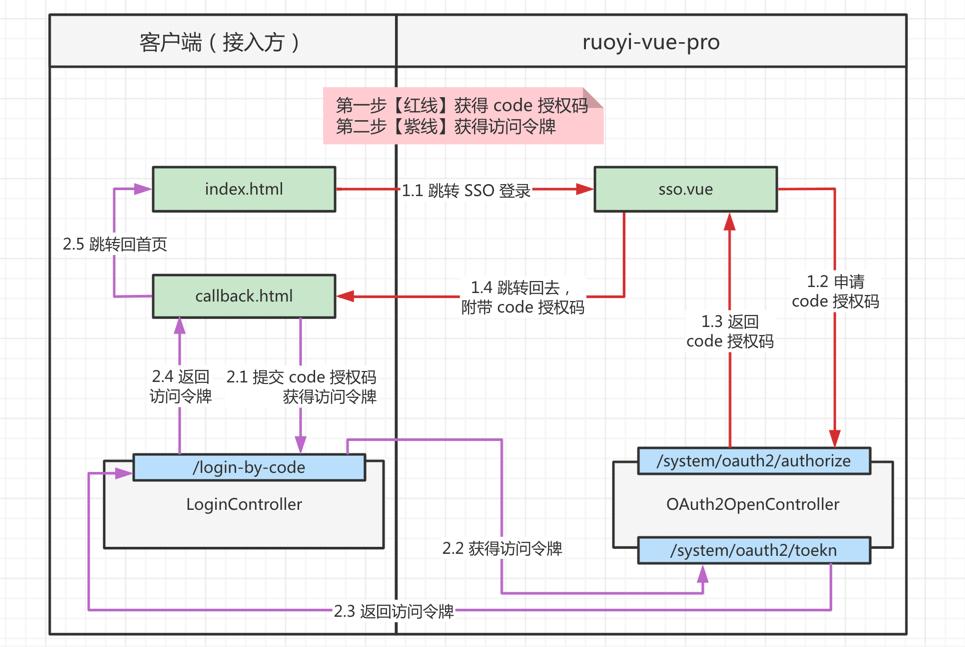 客户端（接入方）
ruoyi-vue-pro
第一步【红线】获得 code 授权码
第二步【紫线】获得访问令牌
index.html
1.1 跳转 SSO 登录
sso.vue
2.5 跳转回首页
callback.html
1.4 跳转回去，
附带 code 授权码
1.2 申请
code 授权码
1.3 返回
code 授权码
2.4 返回
访问令牌
2.1 提交 code 授权码
获得访问令牌
/login-by-code
LoginController
/system/oauth2/authorize
OAuth2OpenController
/system/oauth2/toekn
2.2 获得访问令牌
2.3 返回访问令牌